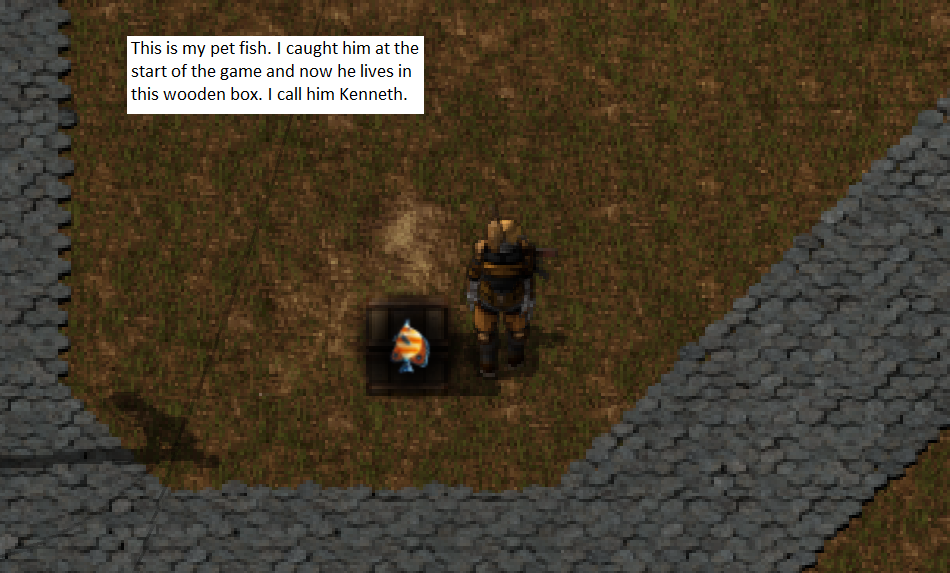 This is my pet fish. I caught him at the
start of the game and now he lives in
this wooden box. I call him Kenneth.